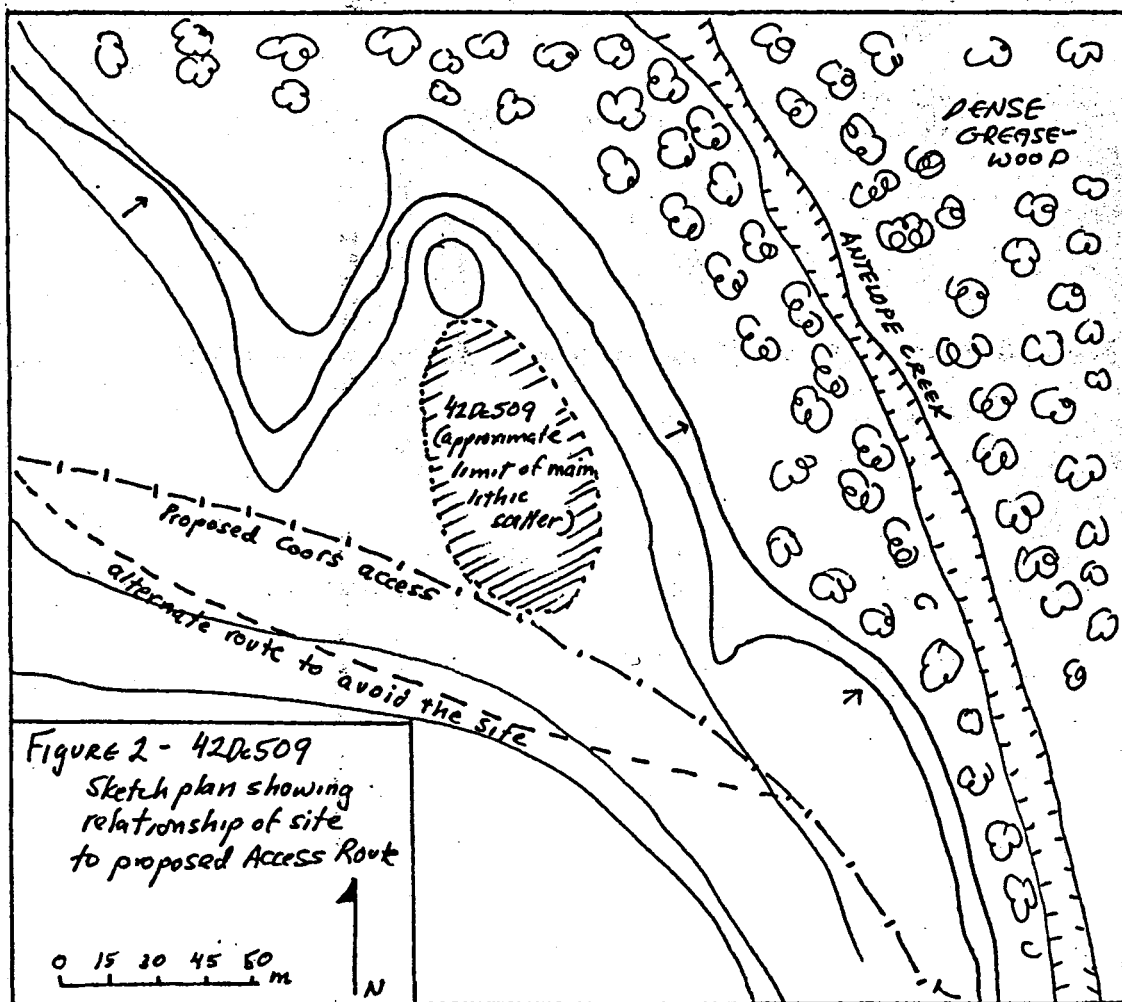 DENSE
GREASE-
WOOD
ANTELOPE CREEK
42Dc509
(approximate
limit of main
lithic
scatter)
Proposed Coors access
alternate route to avoid the site
FIGURE 2 - 42Dc509
Sketch plan showing
relationship of site
to proposed Access Route
0 15 30 45 60 m
N